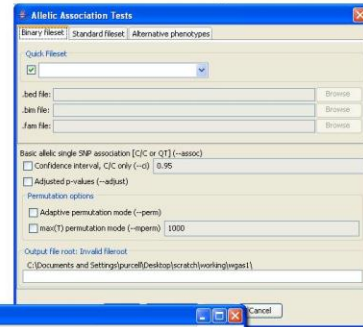 Allelic Association Tests
Binary fileset Standard fileset Alternative phenotypes
Quick Fileset
.bed file: Browse
.bim file: Browse
.fam file: Browse
Basic allelic single SNP association [C/C or QT] (--assoc)
Confidence interval, C/C only (--ci) 0.95
Adjusted p-values (--adjust)
Permutation options
Adaptive permutation mode (--perm)
max(T) permutation mode (--mperm) 1000
Output file root: Invalid fileroot
C:\Documents and Settings\purcell\Desktop\scratch\working\wgas1\
Cancel